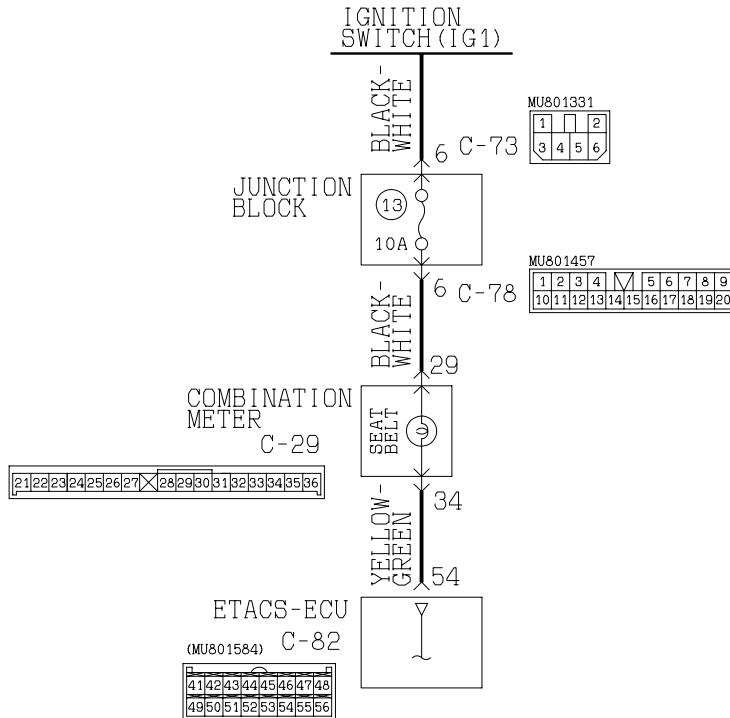 IGNITION
SWITCH(IG1)
BLACK-
WHITE
MU801331
1 2
3 4 5 6
6 C-73
JUNCTION
BLOCK
13
10A
MU801457
1 2 3 4 5 6 7 8 9
10 11 12 13 14 15 16 17 18 19 20
6 C-78
BLACK-
WHITE
29
COMBINATION
METER
C-29
SEAT
BELT
21 22 23 24 25 26 27 28 29 30 31 32 33 34 35 36
34
YELLOW-
GREEN
54
ETACS-ECU
C-82
(MU801584)
41 42 43 44 45 46 47 48
49 50 51 52 53 54 55 56